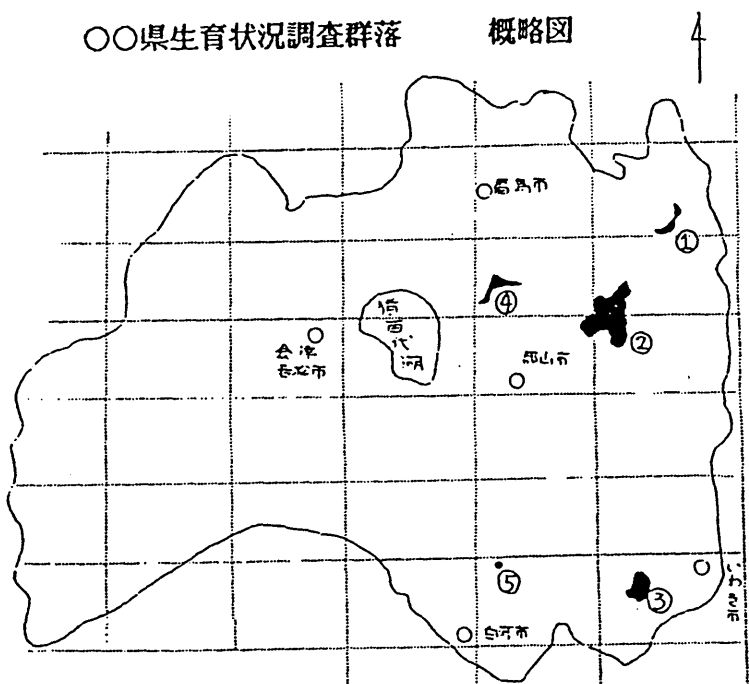 ○○県生育状況調査群落　概略図
福島市
①
④
猪苗代湖
②
会津
若松市
郡山市
⑤
③
いわき市
白河市